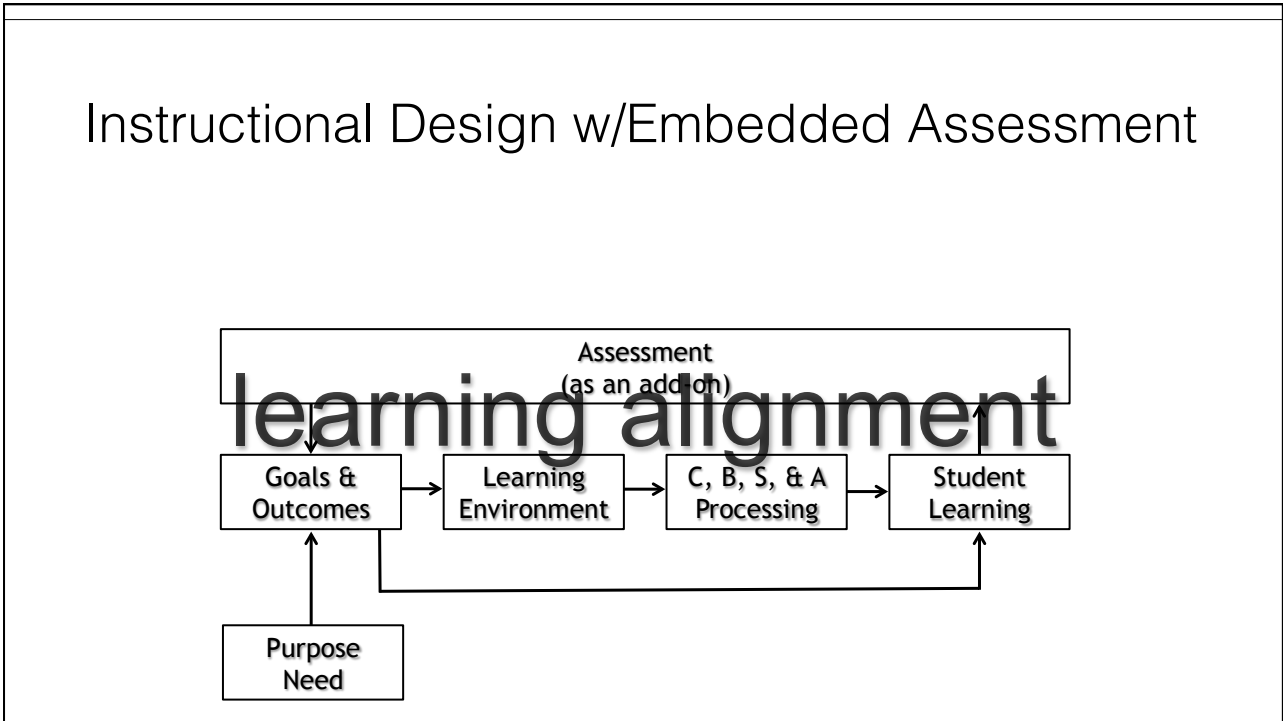 Instructional Design w/Embedded Assessment
Assessment
(as an add-on)
learning alignment
Goals &
Outcomes
Learning
Environment
C, B, S, & A
Processing
Student
Learning
Purpose
Need